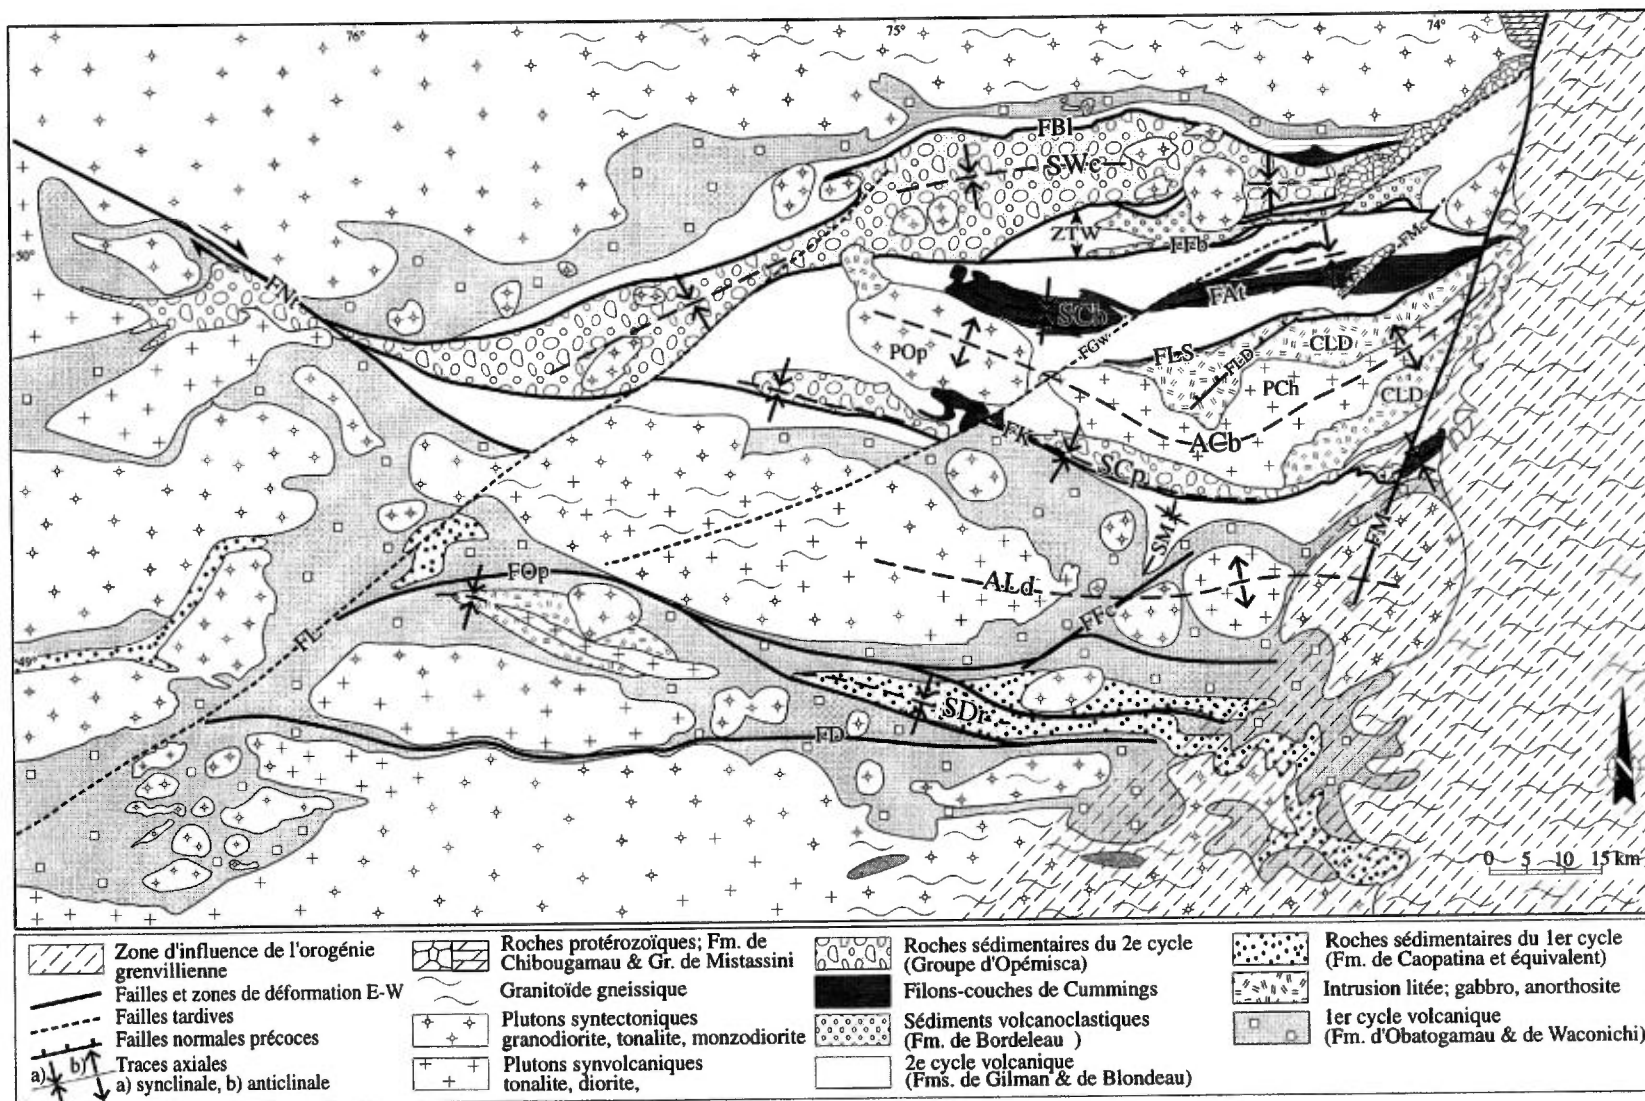 76°
75°
74°
FBl
SWc
ZTW
FFb
FMc
50°
FNt
SCb
FAt
POp
FGw
FLS
FLD
CLD
PCh
CLD
ACb
FK
SCp
SM
FM
FOp
ALd
FFc
FL
49°
SDr
FD
N
0 5 10 15 km
Zone d'influence de l'orogénie
grenvillienne
Failles et zones de déformation E-W
Failles tardives
Failles normales précoces
a) b) Traces axiales
a) synclinale, b) anticlinale
Roches protérozoïques; Fm. de
Chibougamau & Gr. de Mistassini
Granitoïde gneissique
Plutons syntectoniques
granodiorite, tonalite, monzodiorite
Plutons synvolcaniques
tonalite, diorite,
Roches sédimentaires du 2e cycle
(Groupe d'Opémisca)
Filons-couches de Cummings
Sédiments volcanoclastiques
(Fm. de Bordeleau )
2e cycle volcanique
(Fms. de Gilman & de Blondeau)
Roches sédimentaires du 1er cycle
(Fm. de Caopatina et équivalent)
Intrusion litée; gabbro, anorthosite
1er cycle volcanique
(Fm. d'Obatogamau & de Waconichi)